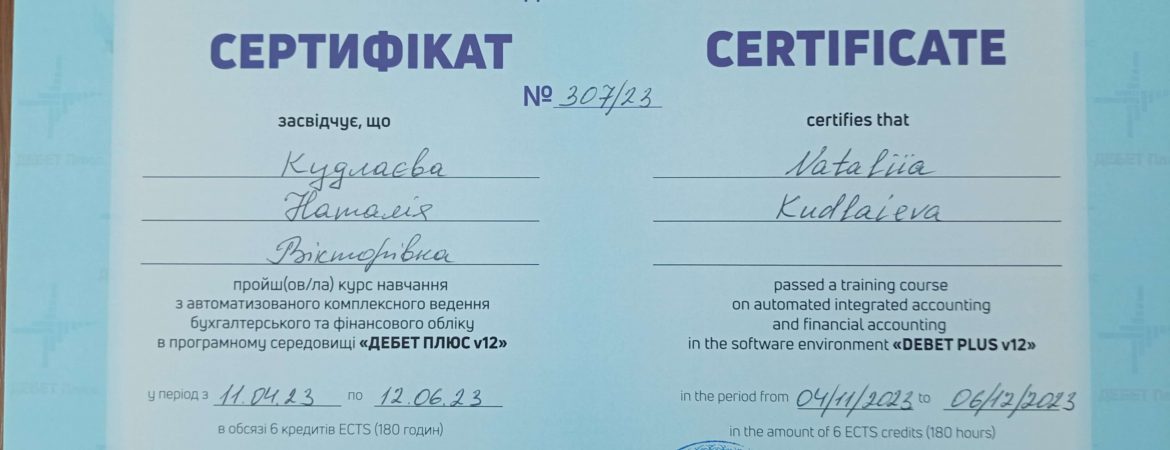 СЕРТИФІКАТ
CERTIFICATE
№ 307/23
засвідчує, що
Кудлаєва
Наталія
Вікторівна
пройш(ов/ла) курс навчання
з автоматизованого комплексного ведення
бухгалтерського та фінансового обліку
в програмному середовищі «ДЕБЕТ ПЛЮС v12»
у період з 11.04.23 по 12.06.23
в обсязі 6 кредитів ECTS (180 годин)
certifies that
Nataliia
Kudlaieva
passed a training course
on automated integrated accounting
and financial accounting
in the software environment «DEBET PLUS v12»
in the period from 04/11/2023 to 06/12/2023
in the amount of 6 ECTS credits (180 hours)
ДЕБЕТ Плюс
ДЕБЕТ Плюс